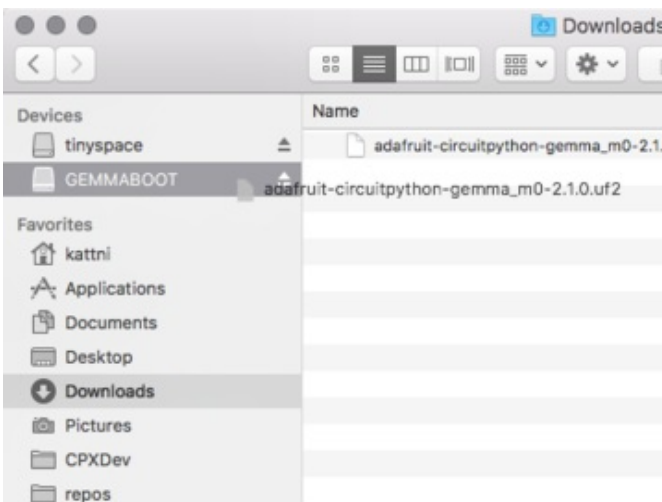 Downloads
Devices
tinyspace
GEMMABOOT
Favorites
kattni
Applications
Documents
Desktop
Downloads
Pictures
CPXDev
repos
Name
adafruit-circuitpython-gemma_m0-2.1.
adafruit-circuitpython-gemma_m0-2.1.0.uf2